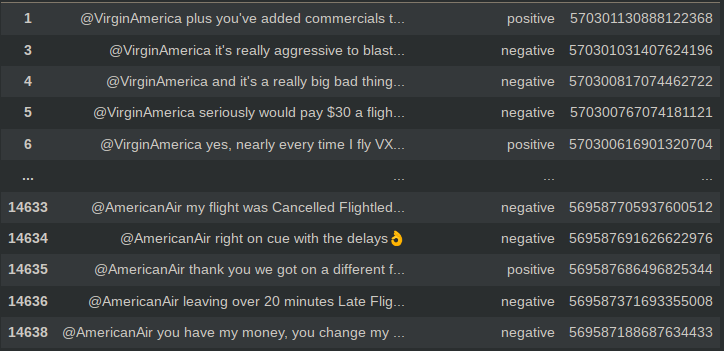 1 @VirginAmerica plus you've added commercials t... positive 570301130888122368
3 @VirginAmerica it's really aggressive to blast... negative 570301031407624196
4 @VirginAmerica and it's a really big bad thing... negative 570300817074462722
5 @VirginAmerica seriously would pay $30 a fligh... negative 570300767074181121
6 @VirginAmerica yes, nearly every time I fly VX... positive 570300616901320704
... ... ... ...
14633 @AmericanAir my flight was Cancelled Flightled... negative 569587705937600512
14634 @AmericanAir right on cue with the delays👌 negative 569587691626622976
14635 @AmericanAir thank you we got on a different f... positive 569587686496825344
14636 @AmericanAir leaving over 20 minutes Late Flig... negative 569587371693355008
14638 @AmericanAir you have my money, you change my ... negative 569587188687634433